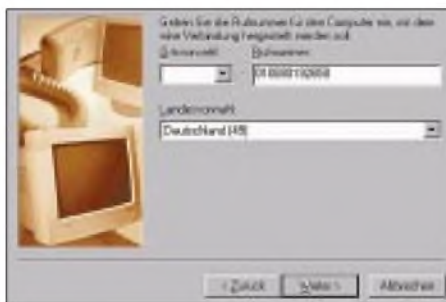 Geben Sie die Rufnummer für den Computer ein, mit dem
eine Verbindung hergestellt werden soll:
Ortsvorwahl: Rufnummer:
Landesvorwahl:
Deutschland (49)
< Zurück Weiter > Abbrechen